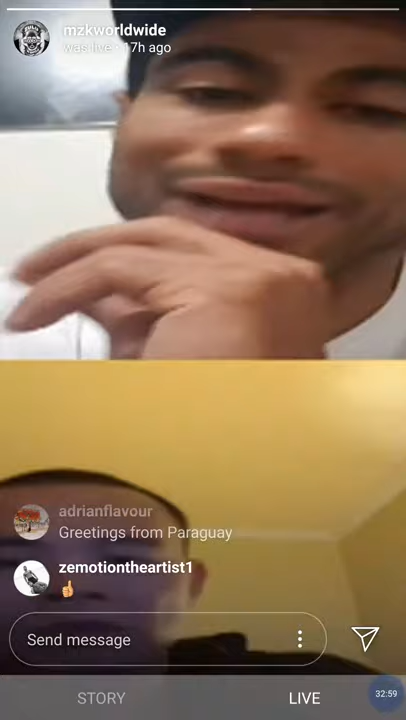 mzkworldwide
was live • 17h ago
adrianflavour
Greetings from Paraguay
zemotiontheartist1
👍
Send message
STORY
LIVE
32:59